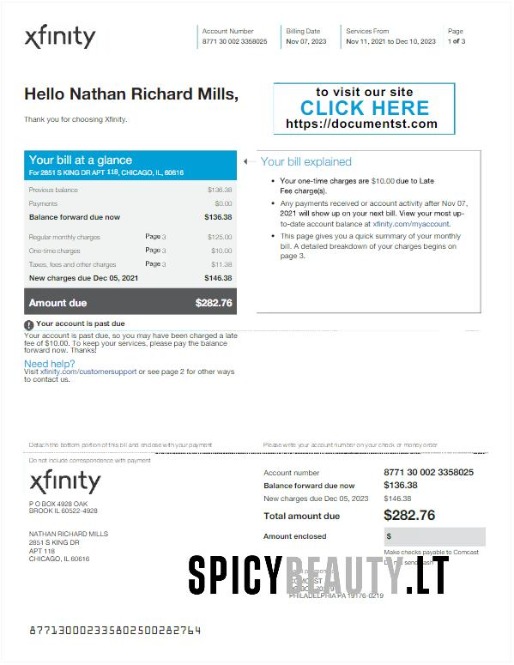 xfinity
Account Number
8771 30 002 3358025
Billing Date
Nov 07, 2023
Services From
Nov 11, 2021 to Dec 10, 2023
Page
1 of 3
Hello Nathan Richard Mills,
Thank you for choosing Xfinity.
to visit our site
CLICK HERE
https://documentst.com
Your bill at a glance
For 2851 S KING DR APT 118, CHICAGO, IL, 60616
Previous balance $136.38
Payments $0.00
Balance forward due now $136.38
Regular monthly charges Page 3 $125.00
One-time charges Page 3 $10.00
Taxes, fees and other charges Page 3 $11.38
New charges due Dec 05, 2021 $146.38
Amount due $282.76
Your bill explained
• Your one-time charges are $10.00 due to Late
Fee charge(s).
• Any payments received or account activity after Nov 07,
2021 will show up on your next bill. View your most up-
to-date account balance at xfinity.com/myaccount.
• This page gives you a quick summary of your monthly
bill. A detailed breakdown of your charges begins on
page 3.
! Your account is past due
Your account is past due, so you may have been charged a late
fee of $10.00. To keep your services, please pay the balance
forward now. Thanks!
Need help?
Visit xfinity.com/customersupport or see page 2 for other ways
to contact us.
Detach the bottom portion of this bill and enclose with your payment
Please write your account number on your check or money order
Do not include correspondence with payment
xfinity
P O BOX 4928 OAK
BROOK IL 60522-4928
NATHAN RICHARD MILLS
2851 S KING DR
APT 118
CHICAGO, IL 60616
Account number 8771 30 002 3358025
Balance forward due now $136.38
New charges due Dec 05, 2023 $146.38
Total amount due $282.76
Amount enclosed $
Make checks payable to Comcast
SPICYBEAUTY.LT
PHILADELPHIA PA 19176-0219
877130002335802500282764